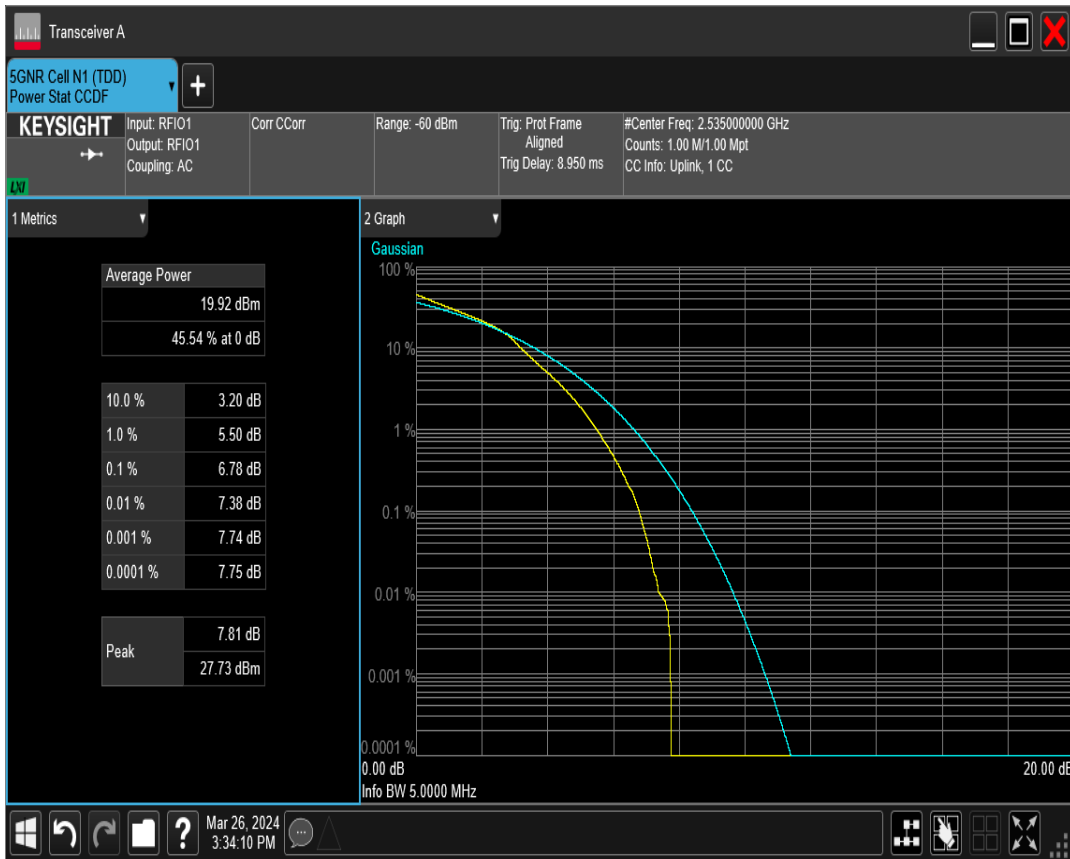 Transceiver A
5GNR Cell N1 (TDD)
Power Stat CCDF
+
KEYSIGHT
LXI
Input: RFIO1
Output: RFIO1
Coupling: AC
Corr CCorr
Range: -60 dBm
Trig: Prot Frame
Aligned
Trig Delay: 8.950 ms
#Center Freq: 2.535000000 GHz
Counts: 1.00 M/1.00 Mpt
CC Info: Uplink, 1 CC
1 Metrics
Average Power
19.92 dBm
45.54 % at 0 dB
10.0 % 3.20 dB
1.0 % 5.50 dB
0.1 % 6.78 dB
0.01 % 7.38 dB
0.001 % 7.74 dB
0.0001 % 7.75 dB
Peak 7.81 dB
27.73 dBm
2 Graph
Gaussian
100 %
10 %
1 %
0.1 %
0.01 %
0.001 %
0.0001 %
0.00 dB 20.00 dB
Info BW 5.0000 MHz
?
Mar 26, 2024
3:34:10 PM